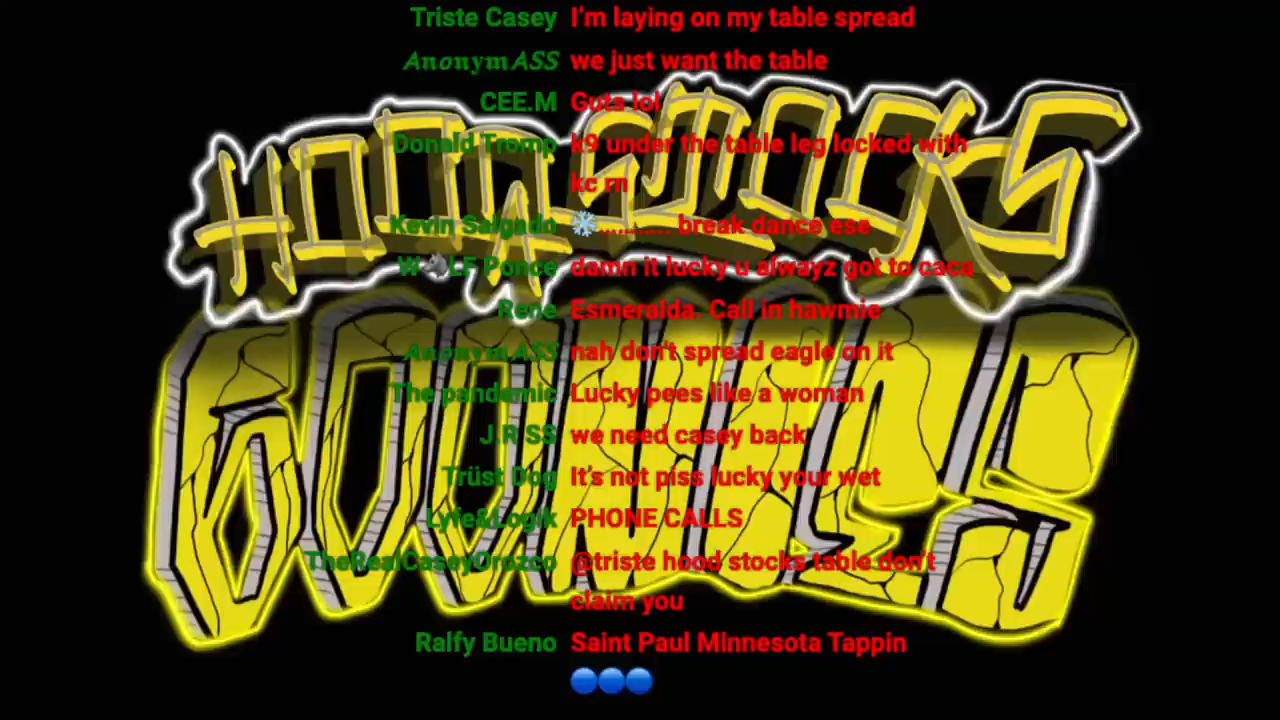 Triste Casey I'm laying on my table spread
AnonymASS we just want the table
CEE.M Guts lol
Donald Tromp k9 under the table leg locked with
kc rn
Kevin Salgado ❄️........... break dance ese
W🐺LF Ponce damn it lucky u alwayz got to caca
Rene Esmeralda. Call in hawmie
AnonymASS nah don't spread eagle on it
The pandemic Lucky pees like a woman
J.R SS we need casey back
Trüst Dog It's not piss lucky your wet
Lyfe&Logik PHONE CALLS
TheRealCaseyOrozco @triste hood stocks table don't
claim you
Ralfy Bueno Saint Paul Minnesota Tappin
🔵🔵🔵
HOOD STOCKS
GOONIES